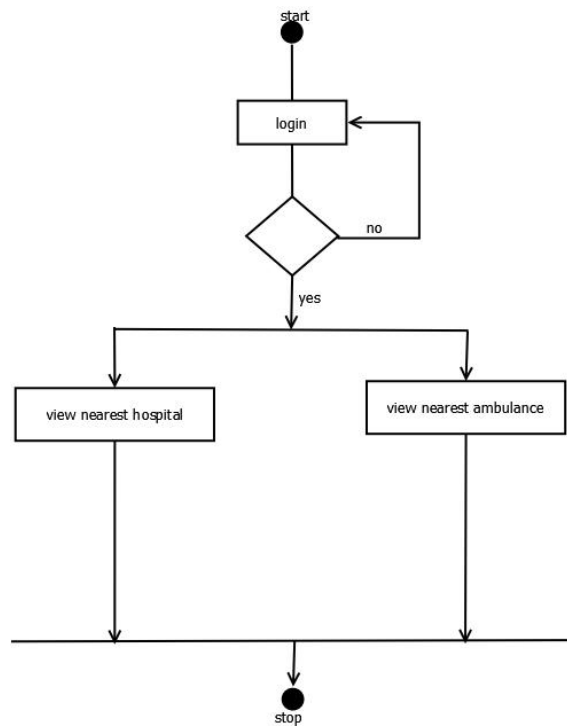 start
login
no
yes
view nearest hospital
view nearest ambulance
stop